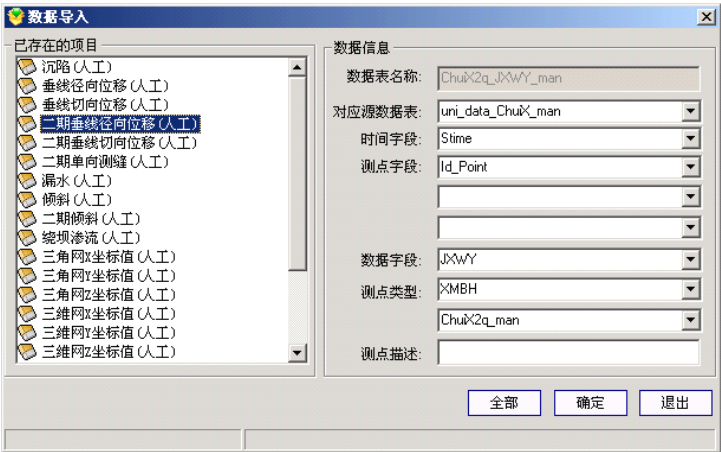 数据导入
已存在的项目
沉陷(人工)
垂线径向位移(人工)
垂线切向位移(人工)
二期垂线径向位移(人工)
二期垂线切向位移(人工)
二期单向测缝(人工)
漏水(人工)
倾斜(人工)
二期倾斜(人工)
绕坝渗流(人工)
三角网X坐标值(人工)
三角网Y坐标值(人工)
三角网Z坐标值(人工)
三维网X坐标值(人工)
三维网Y坐标值(人工)
三维网Z坐标值(人工)
数据信息
数据表名称: ChuiX2q_JXWY_man
对应源数据表: uni_data_ChuiX_man
时间字段: Stime
测点字段: Id_Point
数据字段: JXWY
测点类型: XMBH
ChuiX2q_man
测点描述:
全部 确定 退出